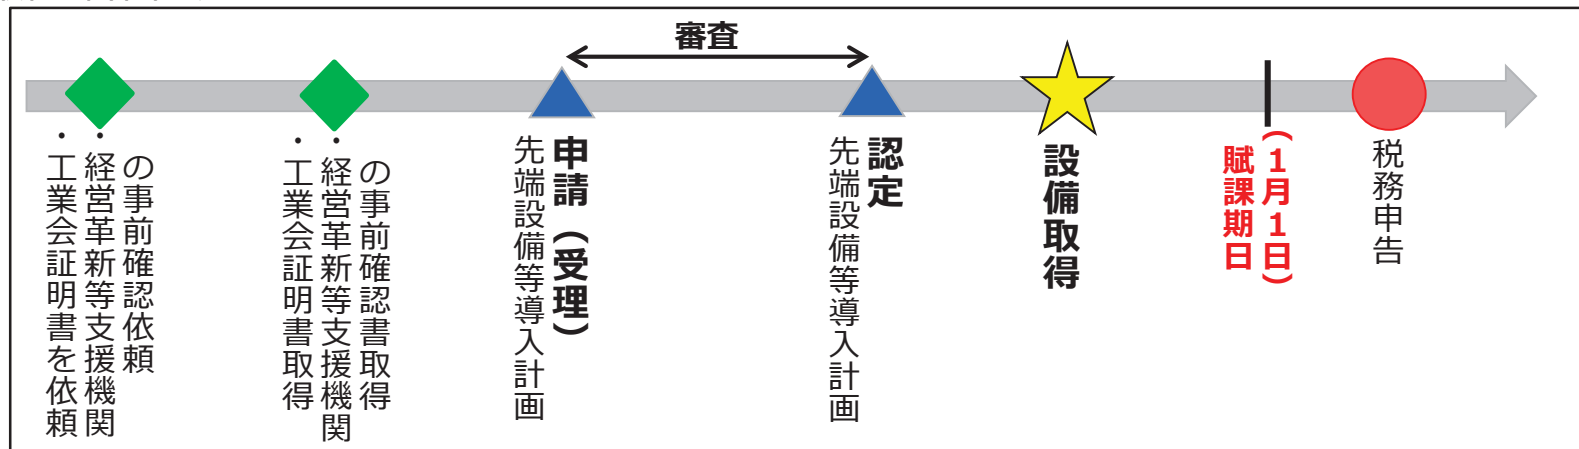 審査
・経営革新等支援機関
の事前確認依頼
・工業会証明書を依頼
・経営革新等支援機関
の事前確認書取得
・工業会証明書取得
先端設備等導入計画
申請（受理）
先端設備等導入計画
認定
設備取得
賦課期日
（1月1日）
税務申告